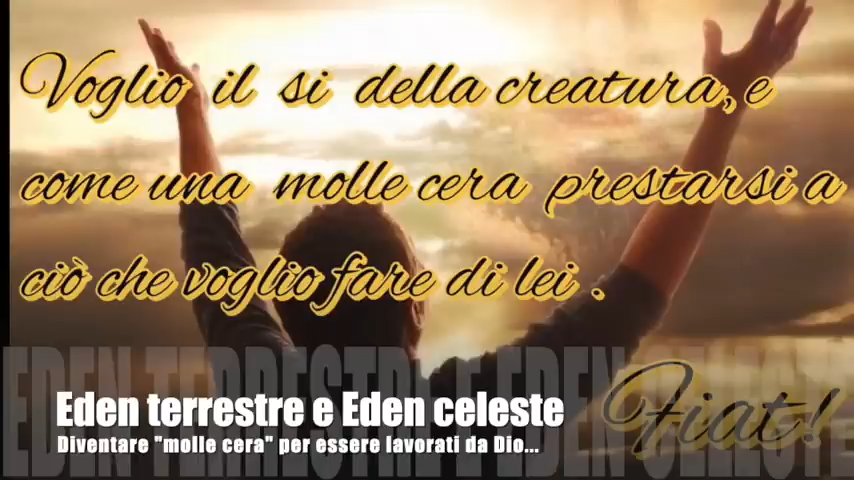 Voglio il si della creatura, e
come una molle cera prestarsi a
ciò che voglio fare di lei .
EDEN TERRESTRE E EDEN CELESTE
Fiat!
Eden terrestre e Eden celeste
Diventare "molle cera" per essere lavorati da Dio...